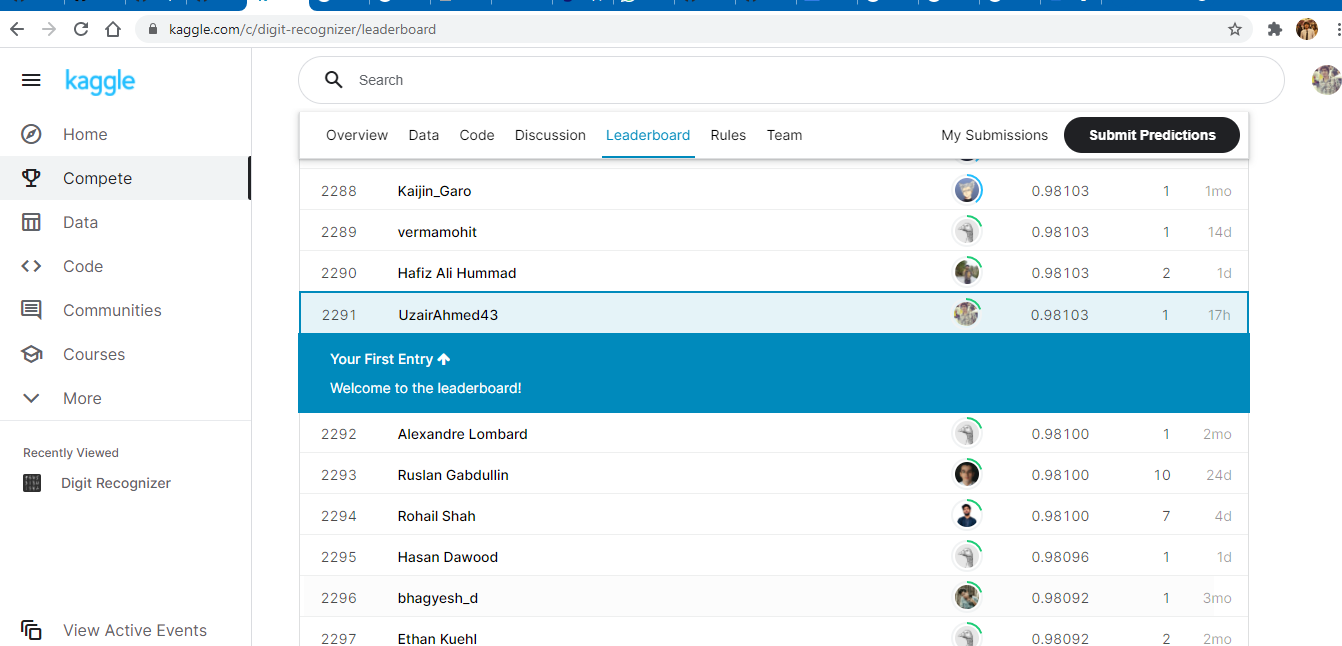 kaggle.com/c/digit-recognizer/leaderboard
kaggle
Search
Home
Compete
Data
Code
Communities
Courses
More
Recently Viewed
Digit Recognizer
View Active Events
Overview Data Code Discussion Leaderboard Rules Team My Submissions Submit Predictions
2288 Kaijin_Garo 0.98103 1 1mo
2289 vermamohit 0.98103 1 14d
2290 Hafiz Ali Hummad 0.98103 2 1d
2291 UzairAhmed43 0.98103 1 17h
Your First Entry ↑
Welcome to the leaderboard!
2292 Alexandre Lombard 0.98100 1 2mo
2293 Ruslan Gabdullin 0.98100 10 24d
2294 Rohail Shah 0.98100 7 4d
2295 Hasan Dawood 0.98096 1 1d
2296 bhagyesh_d 0.98092 1 3mo
2297 Ethan Kuehl 0.98092 2 2mo